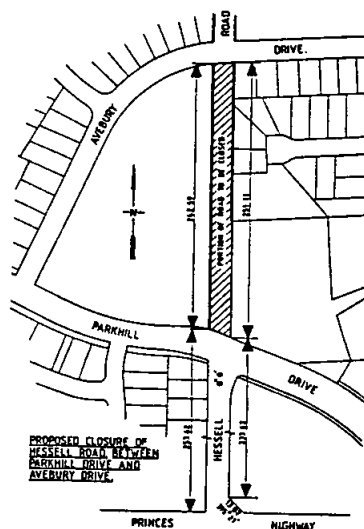 ROAD
DRIVE.
AVEBURY
PORTION OF ROAD TO BE CLOSED
PARKHILL
DRIVE
HESSELL
PROPOSED CLOSURE OF
HESSELL ROAD BETWEEN
PARKHILL DRIVE AND
AVEBURY DRIVE.
PRINCES
HIGHWAY